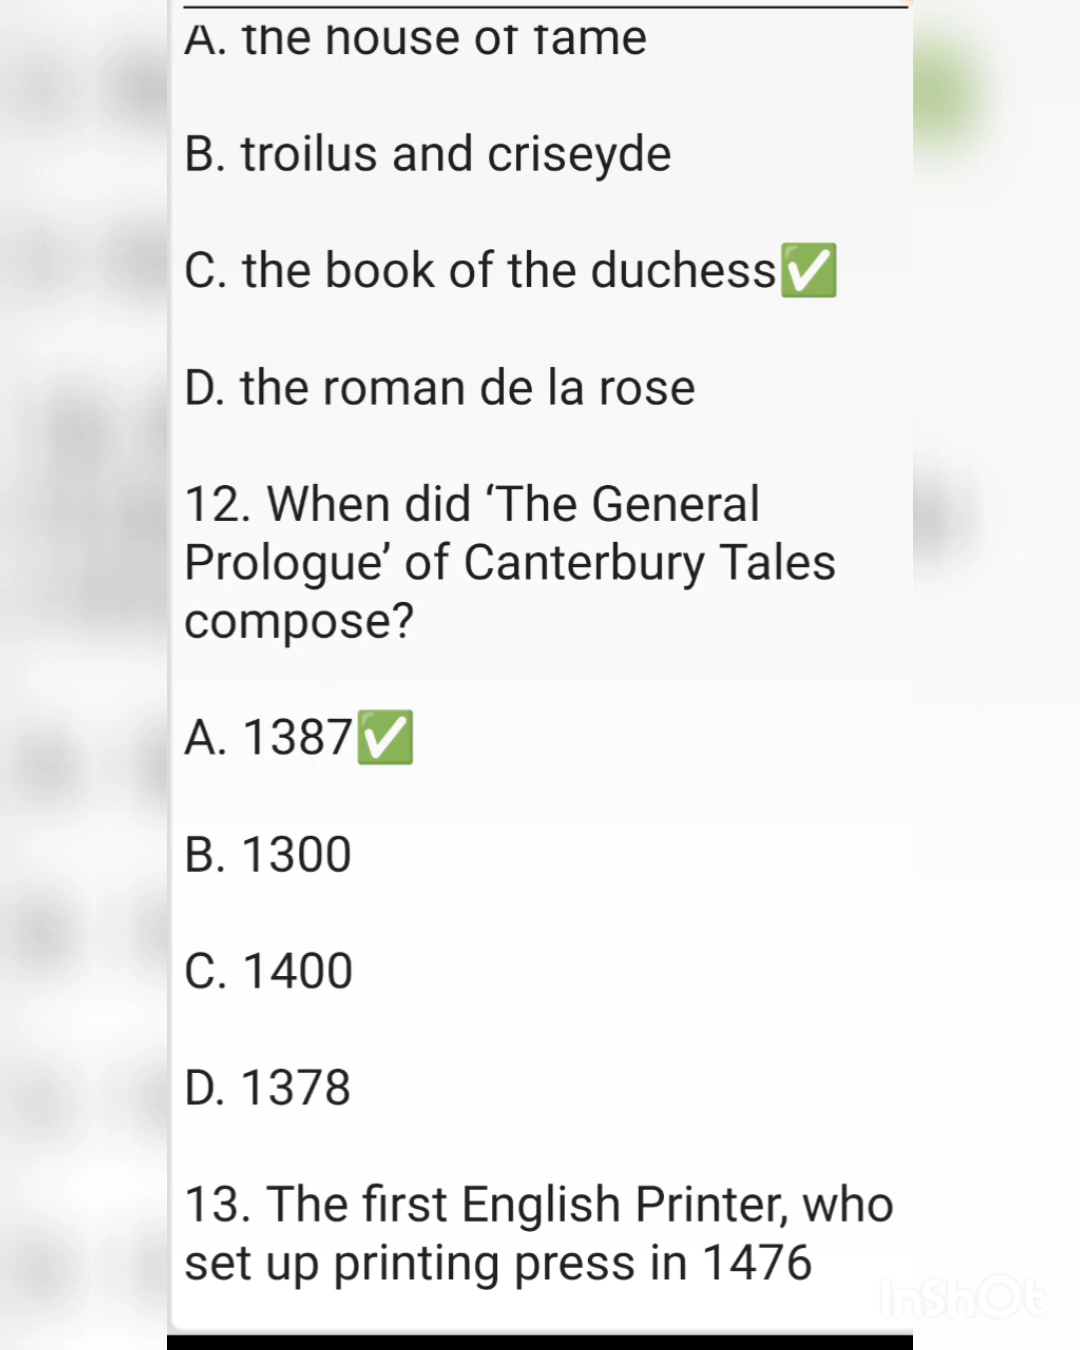 A. the house of fame
B. troilus and criseyde
C. the book of the duchess✅
D. the roman de la rose
12. When did ‘The General
Prologue’ of Canterbury Tales
compose?
A. 1387✅
B. 1300
C. 1400
D. 1378
13. The first English Printer, who
set up printing press in 1476
InShOt